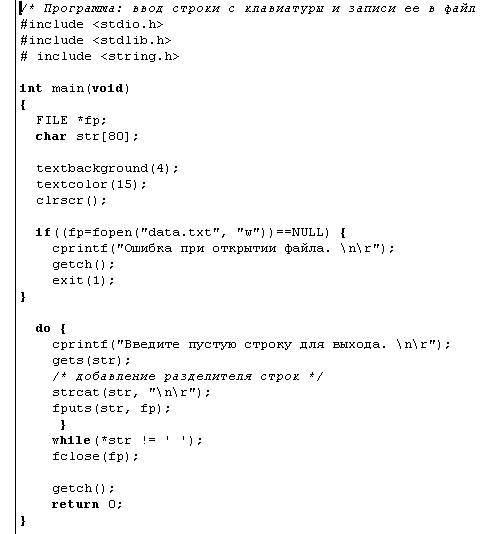 /* Программа: ввод строки с клавиатуры и записи ее в файл
#include <stdio.h>
#include <stdlib.h>
# include <string.h>
int main(void)
{
FILE *fp;
char str[80];
textbackground(4);
textcolor(15);
clrscr();
if((fp=fopen("data.txt", "w"))==NULL) {
cprintf("Ошибка при открытии файла. \n\r");
getch();
exit(1);
}
do {
cprintf("Введите пустую строку для выхода. \n\r");
gets(str);
/* добавление разделителя строк */
strcat(str, "\n\r");
fputs(str, fp);
}
while(*str != ' ');
fclose(fp);
getch();
return 0;
}